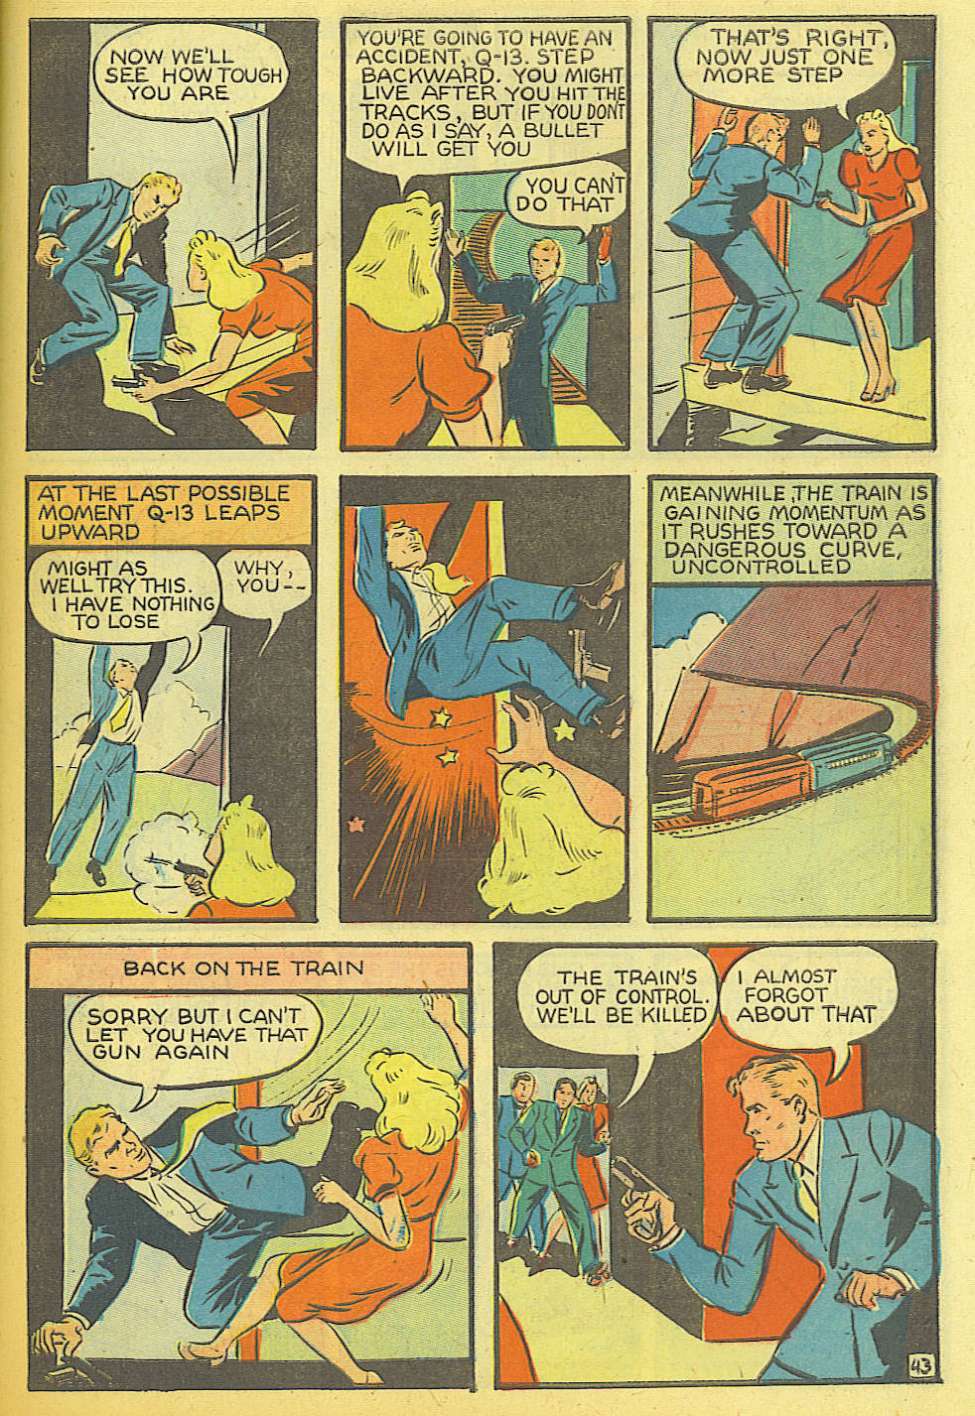 NOW WE'LL
SEE HOW TOUGH
YOU ARE
YOU'RE GOING TO HAVE AN
ACCIDENT, Q-13. STEP
BACKWARD. YOU MIGHT
LIVE AFTER YOU HIT THE
TRACKS, BUT IF YOU DON'T
DO AS I SAY, A BULLET
WILL GET YOU
YOU CAN'T
DO THAT
THAT'S RIGHT,
NOW JUST ONE
MORE STEP
AT THE LAST POSSIBLE
MOMENT Q-13 LEAPS
UPWARD
MIGHT AS
WELL TRY THIS.
I HAVE NOTHING
TO LOSE
WHY,
YOU--
MEANWHILE, THE TRAIN IS
GAINING MOMENTUM AS
IT RUSHES TOWARD A
DANGEROUS CURVE,
UNCONTROLLED
BACK ON THE TRAIN
SORRY BUT I CAN'T
LET YOU HAVE THAT
GUN AGAIN
THE TRAIN'S
OUT OF CONTROL.
WE'LL BE KILLED
I ALMOST
FORGOT
ABOUT THAT
43